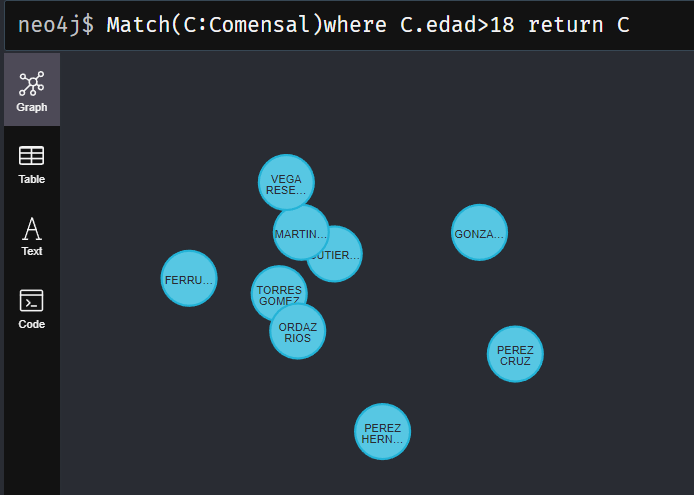 neo4j$ Match(C:Comensal)where C.edad>18 return C
Graph
Table
Text
Code
VEGA
RESE...
MARTIN...
UTIER...
GONZA...
FERRU...
TORRES
GOMEZ
ORDAZ
RIOS
PEREZ
CRUZ
PEREZ
HERN...